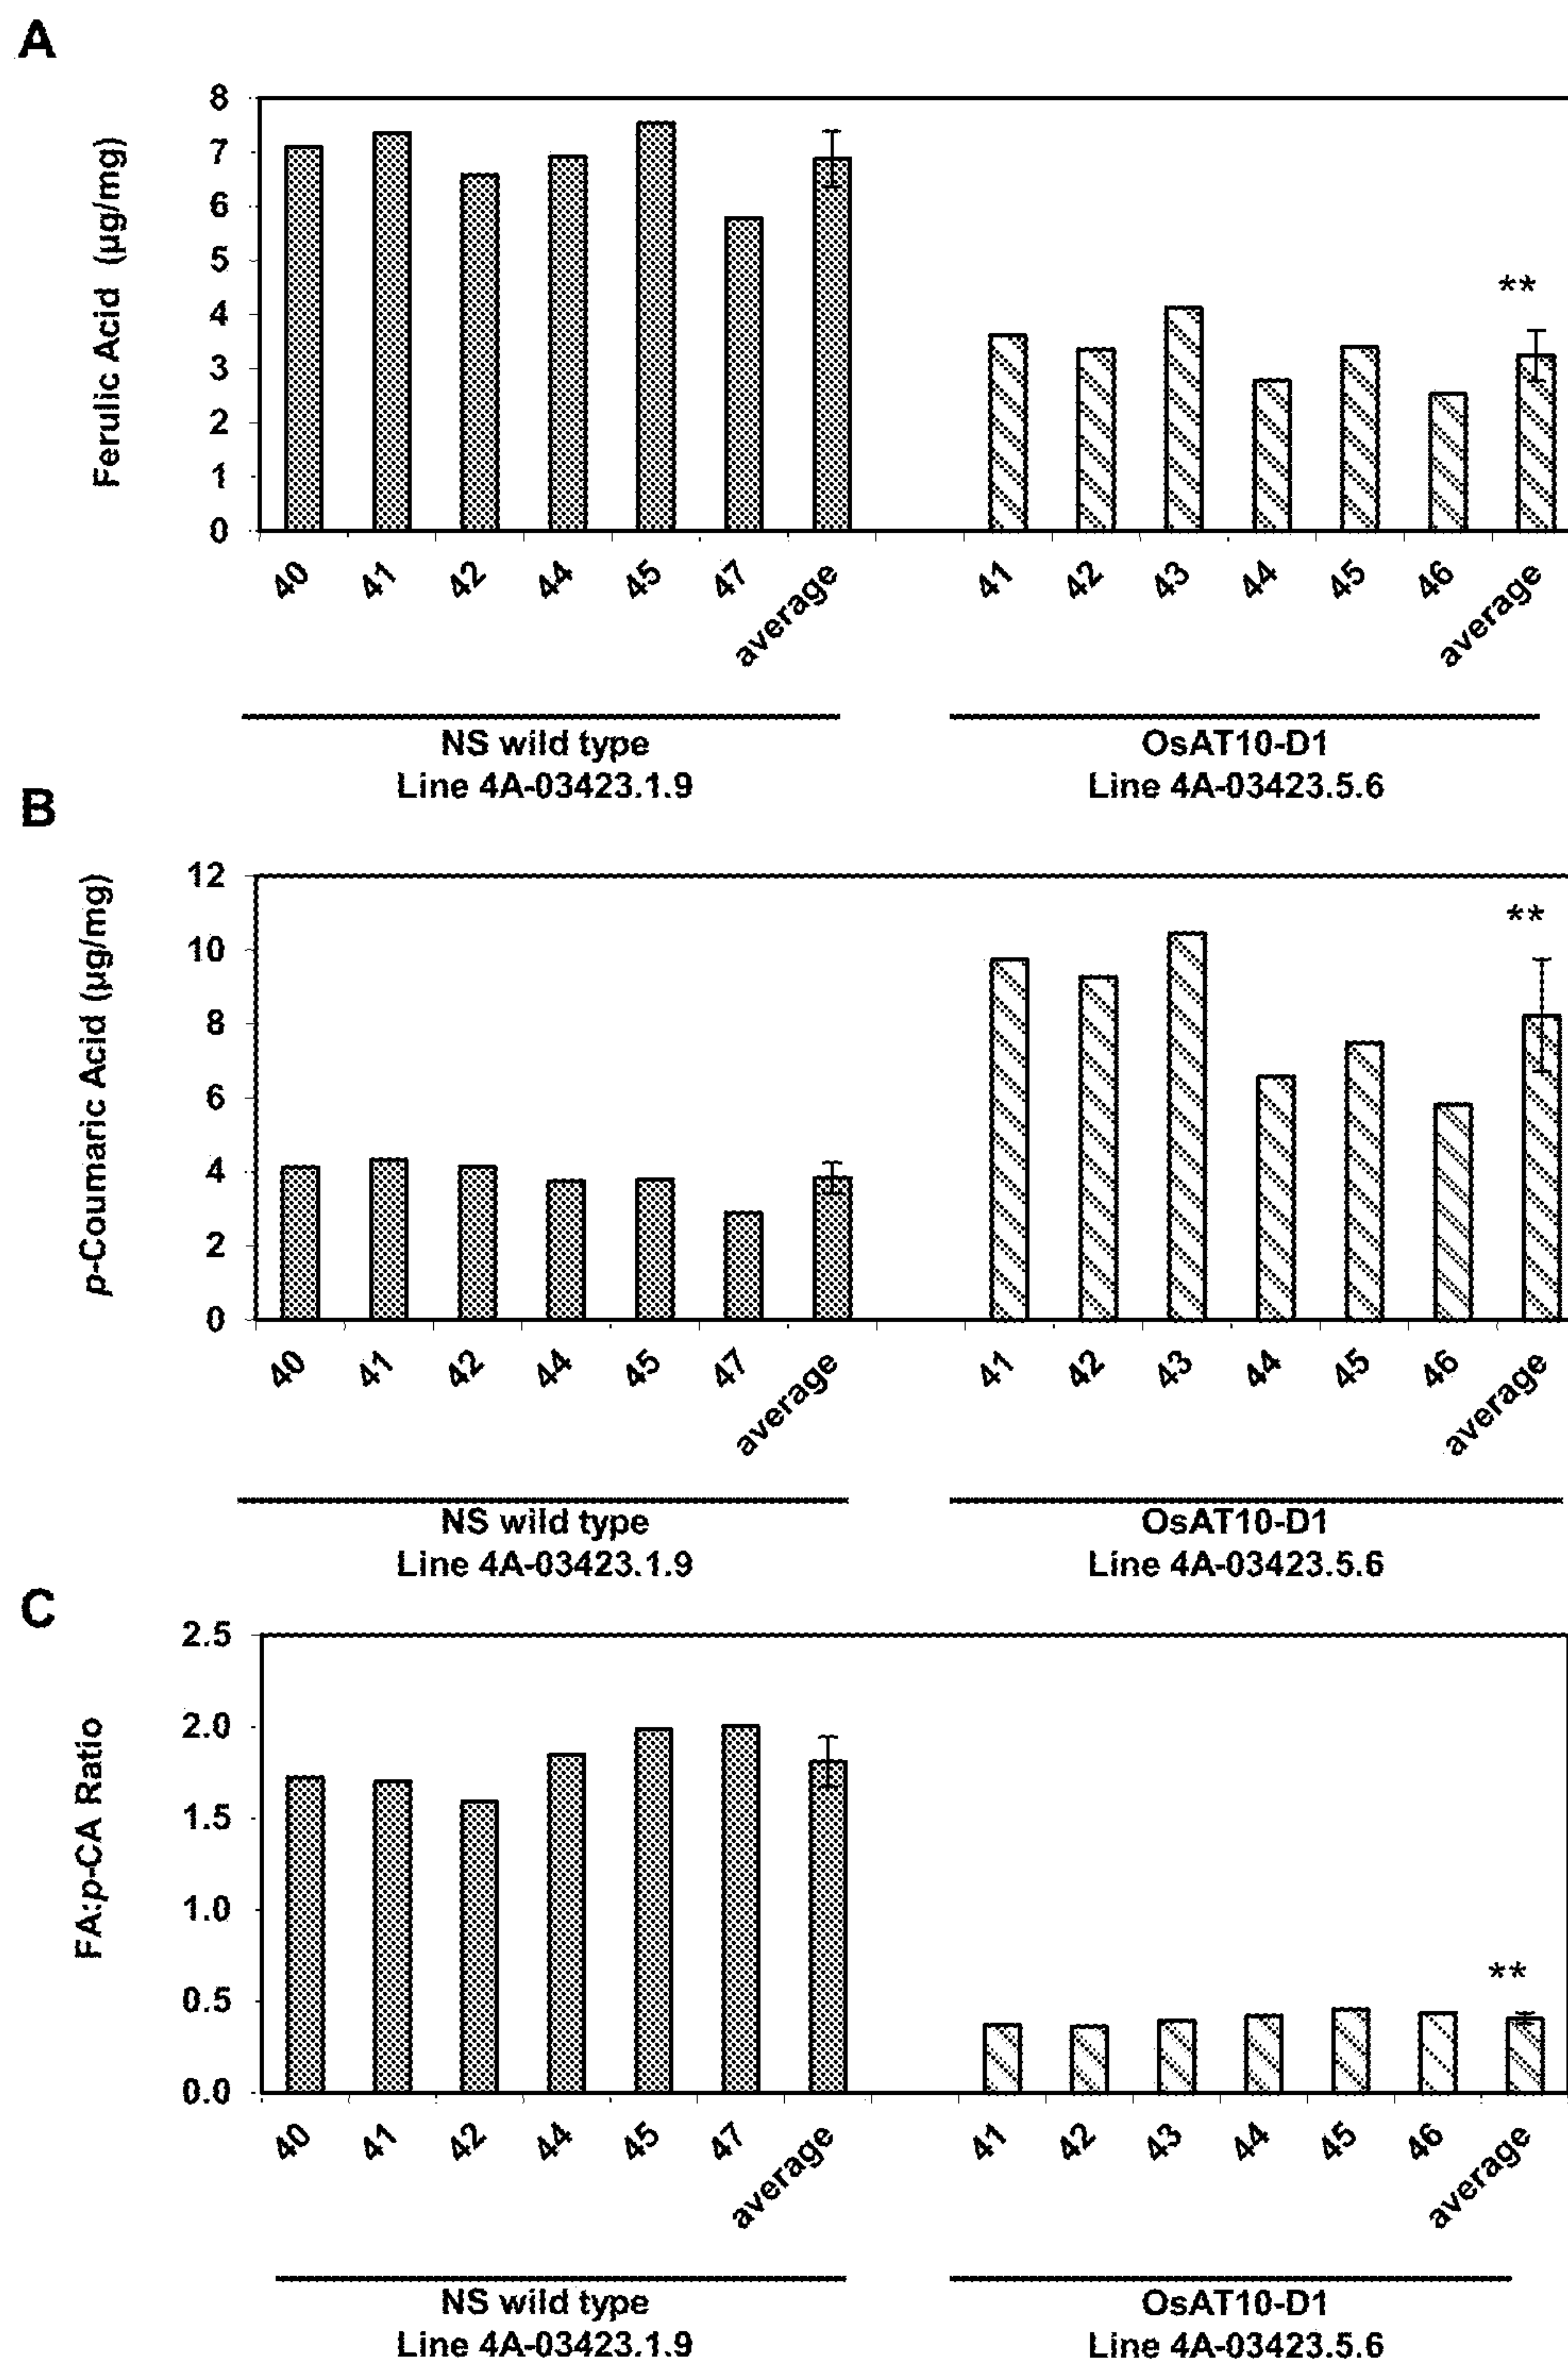 A
Ferulic Acid (µg/mg)
8
7
6
5
4
3
2
1
0
**
40 41 42 44 45 47 average 41 42 43 44 45 46 average
NS wild type OsAT10-D1
Line 4A-03423.1.9 Line 4A-03423.5.6
B
p-Coumaric Acid (µg/mg)
12
10
8
6
4
2
0
**
40 41 42 44 45 47 average 41 42 43 44 45 46 average
NS wild type OsAT10-D1
Line 4A-03423.1.9 Line 4A-03423.5.6
C
FA:p-CA Ratio
2.5
2.0
1.5
1.0
0.5
0.0
**
40 41 42 44 45 47 average 41 42 43 44 45 46 average
NS wild type OsAT10-D1
Line 4A-03423.1.9 Line 4A-03423.5.6